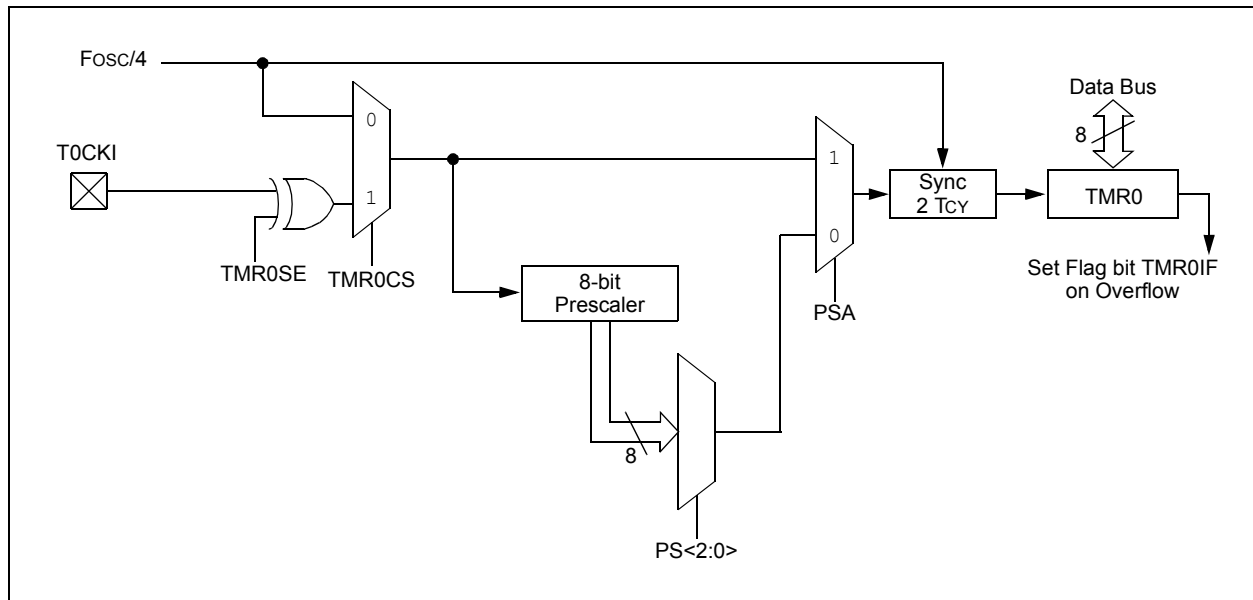 FOSC/4
Data Bus
8
T0CKI
0
1
1
0
Sync
2 TCY
TMR0
TMR0SE
TMR0CS
8-bit
Prescaler
PSA
Set Flag bit TMR0IF
on Overflow
8
PS<2:0>